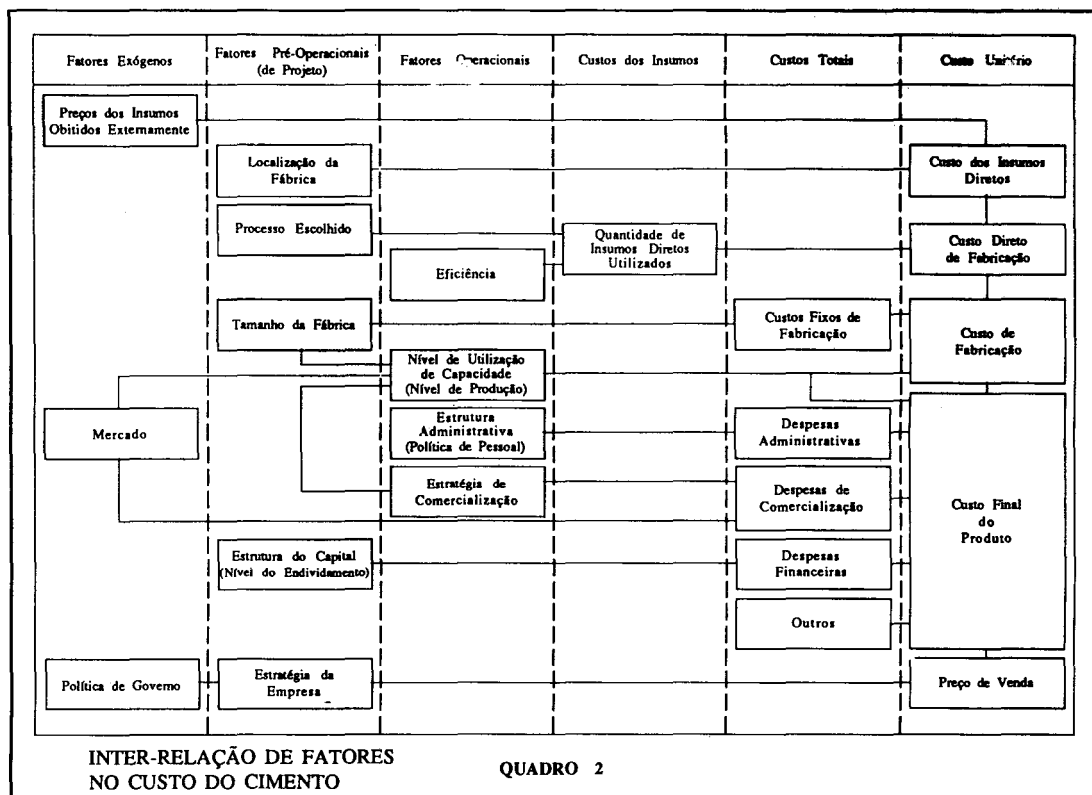 Fatores Exógenos
Fatores Pré-Operacionais
(de Projeto)
Fatores Operacionais
Custos dos Insumos
Custos Totais
Custo Unitário
Preços dos Insumos
Obitidos Externamente
Localização da
Fábrica
Custo dos Insumos
Diretos
Processo Escolhido
Quantidade de
Insumos Diretos
Utilizados
Custo Direto
de Fabricação
Eficiência
Tamanho da Fábrica
Custos Fixos de
Fabricação
Custo de
Fabricação
Nível de Utilização
de Capacidade
(Nível de Produção)
Mercado
Estrutura
Administrativa
(Política de Pessoal)
Despesas
Administrativas
Estratégia de
Comercialização
Despesas de
Comercialização
Custo Final
do
Produto
Estrutura do Capital
(Nível do Endividamento)
Despesas
Financeiras
Outros
Política de Governo
Estratégia da
Empresa
Preço de Venda
INTER-RELAÇÃO DE FATORES
NO CUSTO DO CIMENTO
QUADRO 2